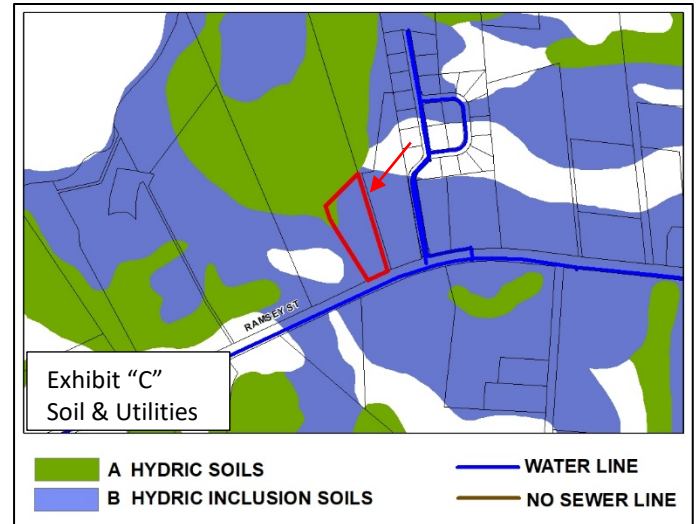 RAMSEY ST
Exhibit “C”
Soil & Utilities
A HYDRIC SOILS
B HYDRIC INCLUSION SOILS
WATER LINE
NO SEWER LINE